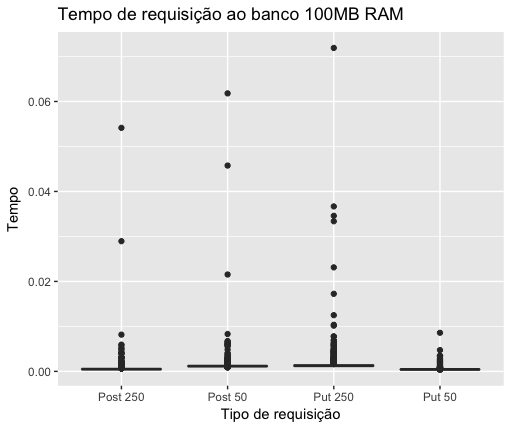 Tempo de requisição ao banco 100MB RAM
0.06
0.04
0.02
0.00
Tempo
Post 250
Post 50
Put 250
Put 50
Tipo de requisição